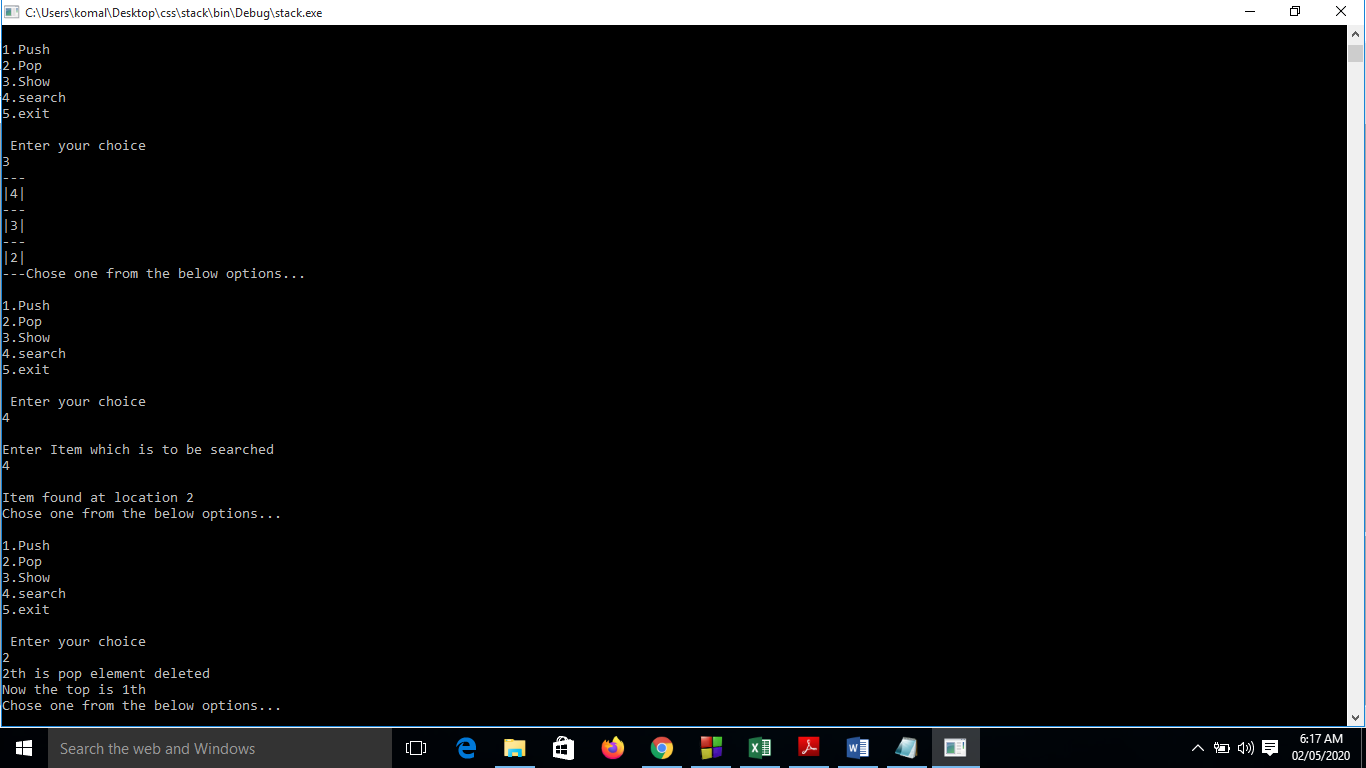 C:\Users\komal\Desktop\css\stack\bin\Debug\stack.exe
1.Push
2.Pop
3.Show
4.search
5.exit
Enter your choice
3
---
|4|
---
|3|
---
|2|
---Chose one from the below options...
1.Push
2.Pop
3.Show
4.search
5.exit
Enter your choice
4
Enter Item which is to be searched
4
Item found at location 2
Chose one from the below options...
1.Push
2.Pop
3.Show
4.search
5.exit
Enter your choice
2
2th is pop element deleted
Now the top is 1th
Chose one from the below options...
Search the web and Windows
6:17 AM
02/05/2020